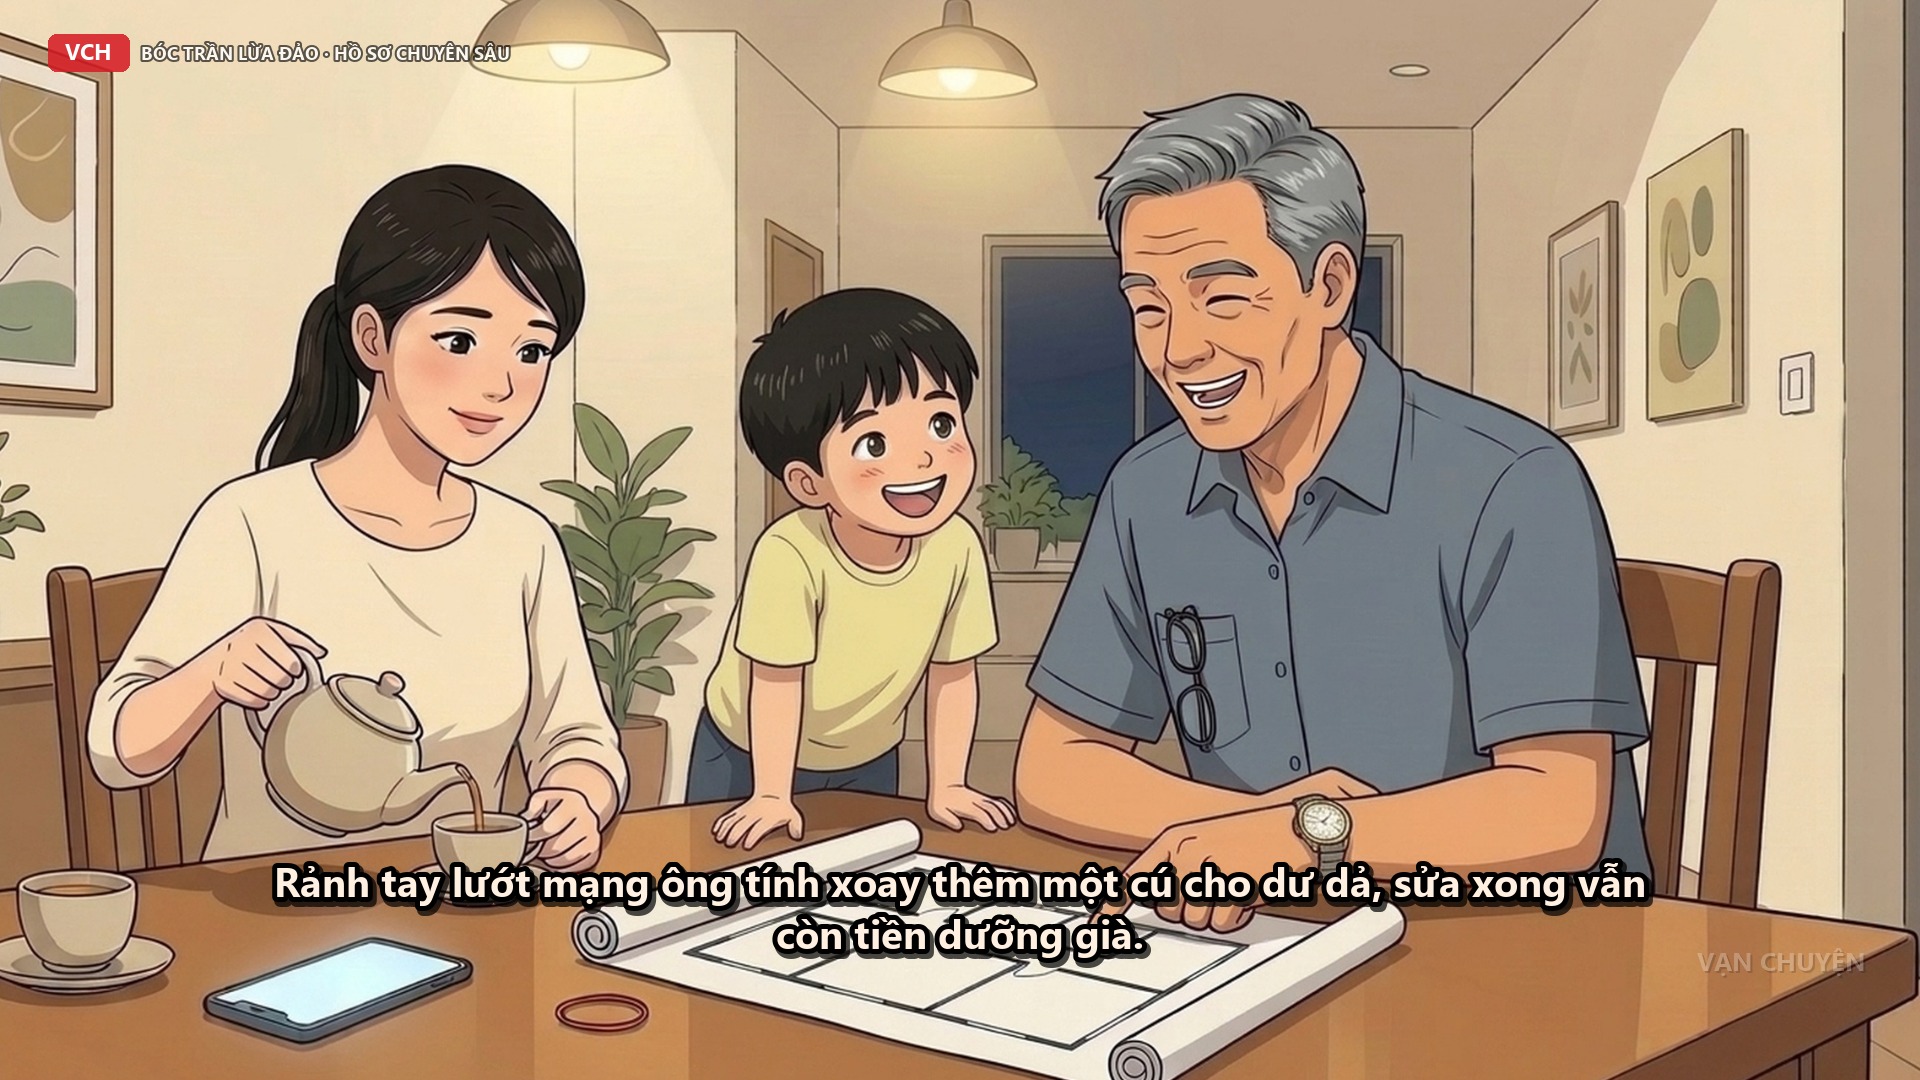 VCH BÓC TRẦN LỪA ĐẢO · HỒ SƠ CHUYÊN SÂU
Rảnh tay lướt mạng ông tính xoay thêm một cú cho dư dả, sửa xong vẫn
còn tiền dưỡng già.
VẠN CHUYỆN